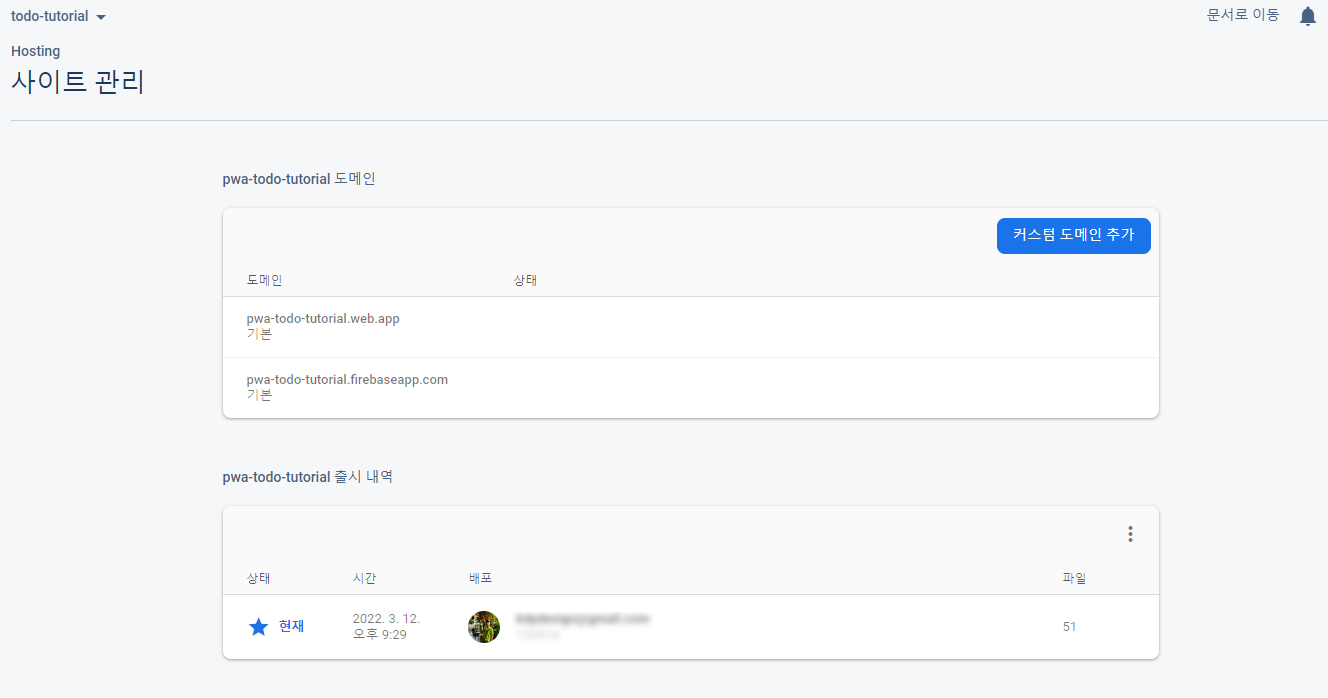 todo-tutorial
문서로 이동
Hosting
사이트 관리
pwa-todo-tutorial 도메인
커스텀 도메인 추가
도메인 상태
pwa-todo-tutorial.web.app
기본
pwa-todo-tutorial.firebaseapp.com
기본
pwa-todo-tutorial 출시 내역
상태 시간 배포 파일
현재 2022. 3. 12. 51
오후 9:29